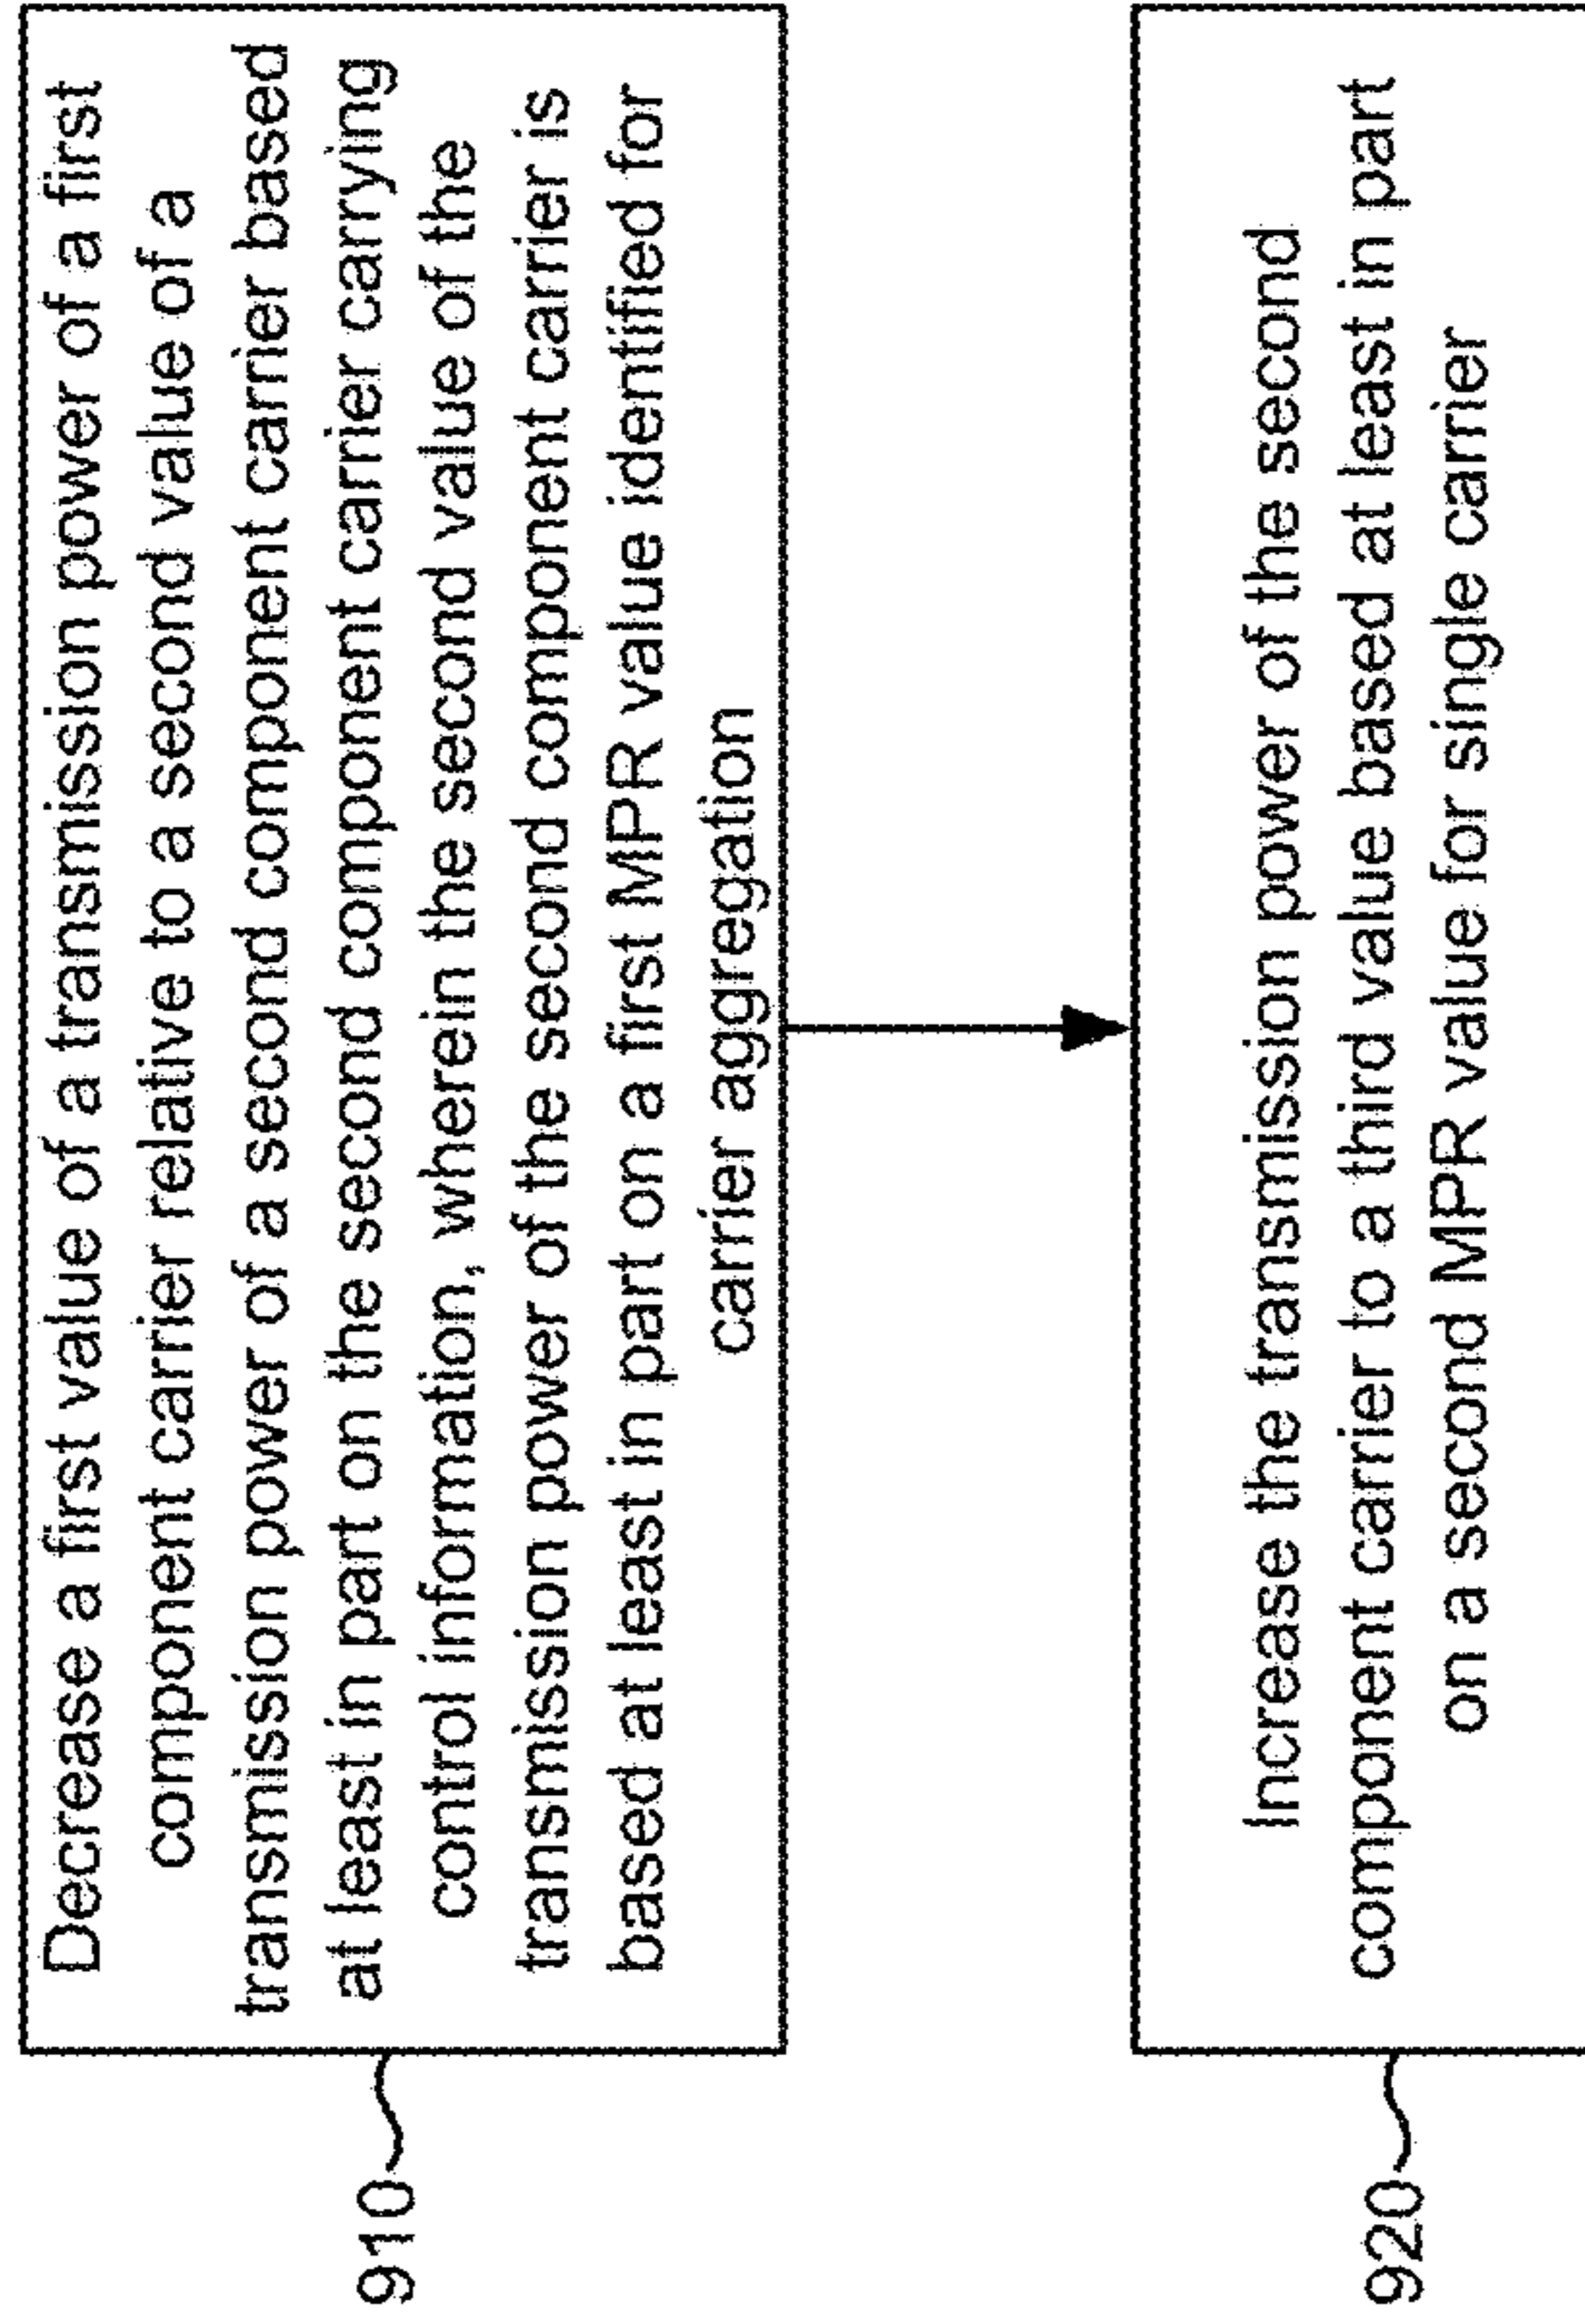 910
Decrease a first value of a transmission power of a first
component carrier relative to a second value of a
transmission power of a second component carrier based
at least in part on the second component carrier carrying
control information, wherein the second value of the
transmission power of the second component carrier is
based at least in part on a first MPR value identified for
carrier aggregation
920
Increase the transmission power of the second
component carrier to a third value based at least in part
on a second MPR value for single carrier